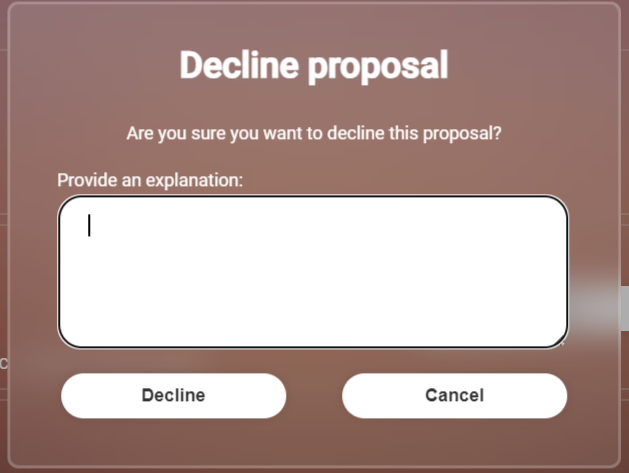 Decline proposal
Are you sure you want to decline this proposal?
Provide an explanation:
Decline
Cancel